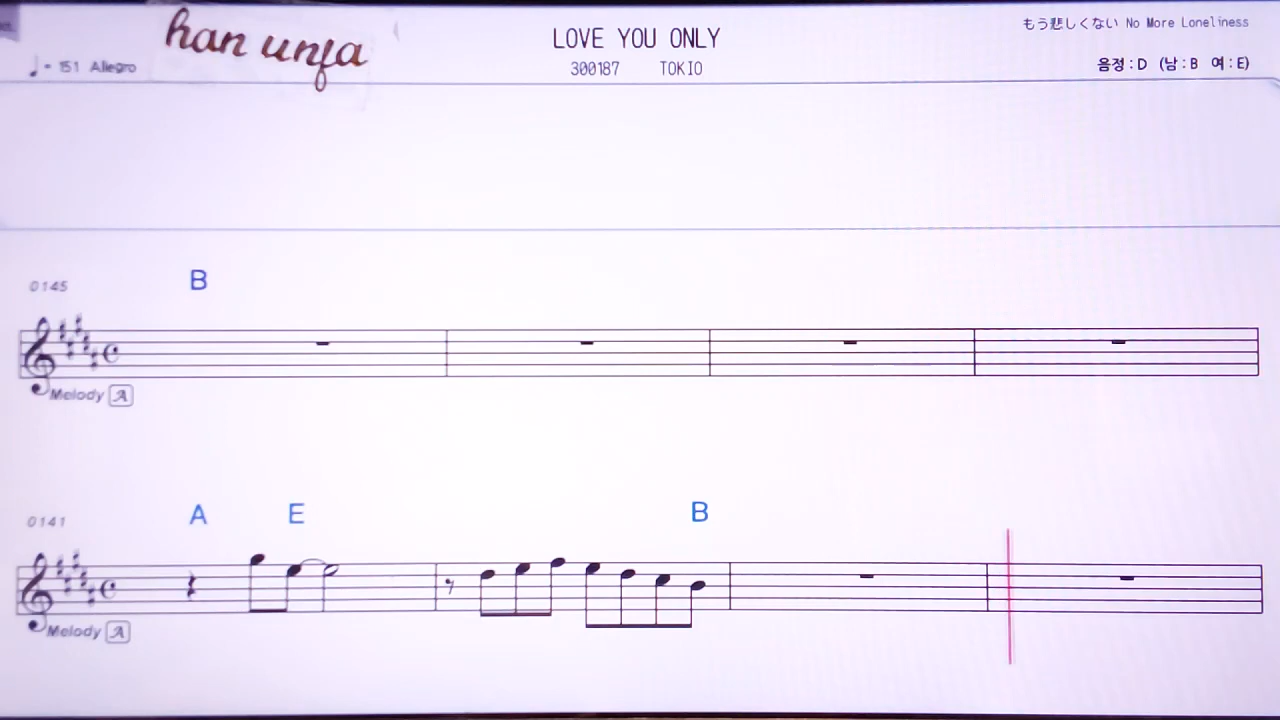 han unfa
LOVE YOU ONLY
もう悲しくない No More Loneliness
♩= 151 Allegro
300187 TOKIO
음정:D (남:B 여:E)
0145
B
Melody A
0141
A E B
Melody A